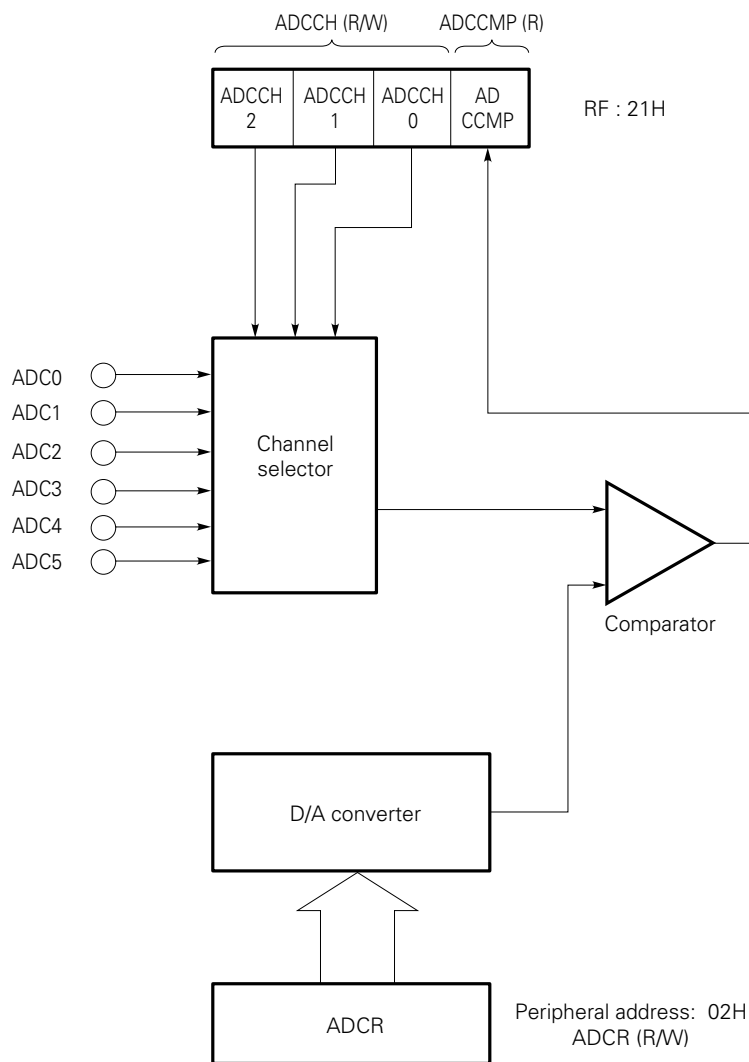 ADCCH (R/W) ADCCMP (R)
ADCCH ADCCH ADCCH AD
2 1 0 CCMP
RF : 21H
ADC0
ADC1
ADC2
ADC3
ADC4
ADC5
Channel
selector
Comparator
D/A converter
ADCR
Peripheral address: 02H
ADCR (R/W)